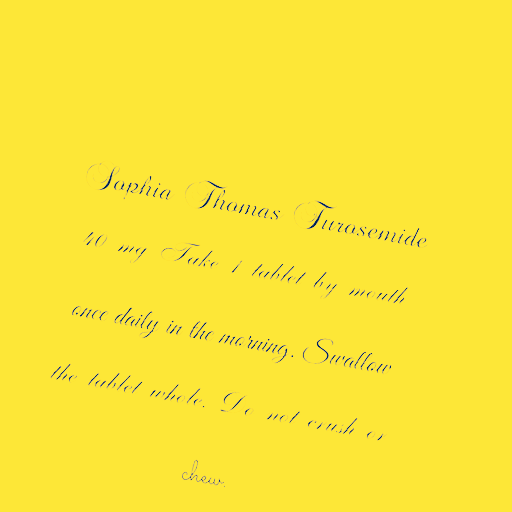 Sophia Thomas Furosemide
40 mg Take 1 tablet by mouth
once daily in the morning. Swallow
the tablet whole. Do not crush or
chew.